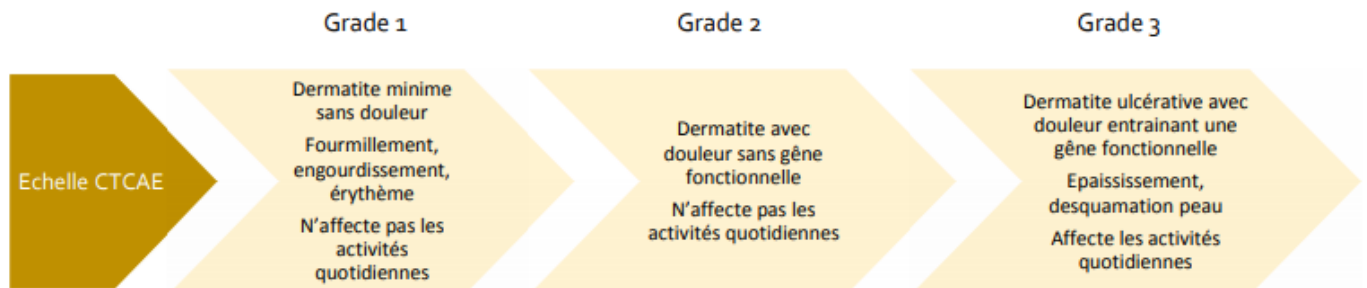 Grade 1
Grade 2
Grade 3
Echelle CTCAE
Dermatite minime
sans douleur
Fourmillement,
engourdissement,
érythème
N'affecte pas les
activités
quotidiennes
Dermatite avec
douleur sans gêne
fonctionnelle
N'affecte pas les
activités quotidiennes
Dermatite ulcérative avec
douleur entrainant une
gêne fonctionnelle
Epaississement,
desquamation peau
Affecte les activités
quotidiennes